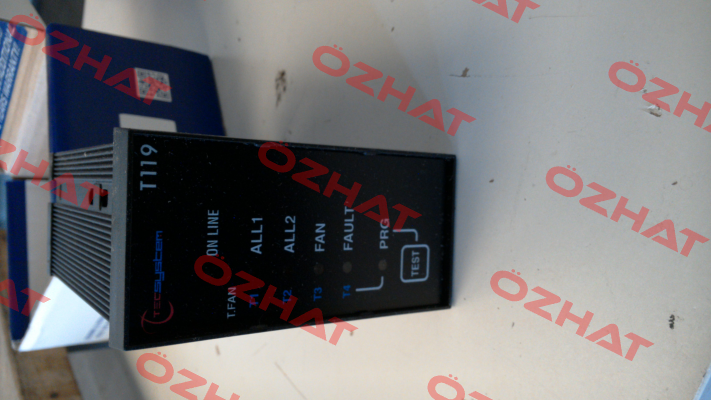 T119
TECSYSTEM
ON LINE
T.FAN
ALL1
T1
ALL2
T2
FAN
T3
FAULT
T4
PRG
TEST
ÖZHAT
ÖZHAT
ÖZHAT
ÖZHAT
ÖZHAT
ÖZHAT
ÖZHAT
ÖZHAT
ÖZHAT
ÖZHAT